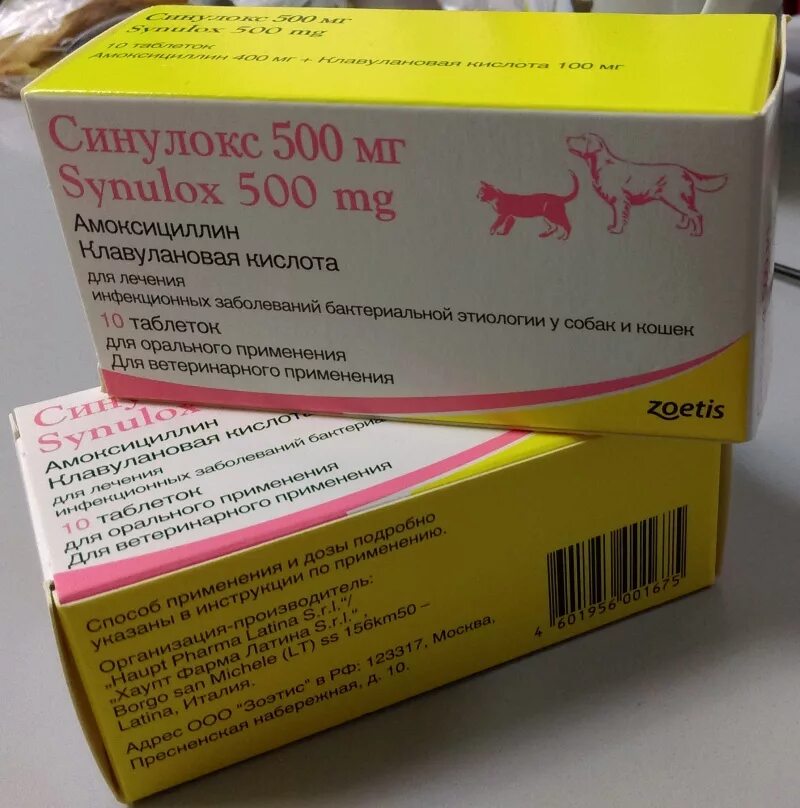 Синулокс 500 мг
Synulox 500 mg
10 таблеток
Амоксициллин 400 мг + Клавулановая кислота 100 мг
Синулокс 500 мг
Synulox 500 mg
Амоксициллин
Клавулановая кислота
для лечения
инфекционных заболеваний бактериальной этиологии у собак и кошек
10 таблеток
для орального применения
Для ветеринарного применения
zoetis
Синулокс
Synulox
Амоксициллин
Клавулановая кислота
для лечения
инфекционных заболеваний
10 таблеток
для орального применения
Для ветеринарного применения
Способ применения и дозы подробно
указаны в инструкции по применению.
Организация-производитель:
„Haupt Pharma Latina S.r.l."/
„Хаупт Фарма Латина S.r.l.",
Borgo san Michele (LT) ss 156km50 –
Latina, Италия.
Адрес ООО "Зоэтис" в РФ: 123317, Москва,
Пресненская набережная, д. 10.
4 601956 001675